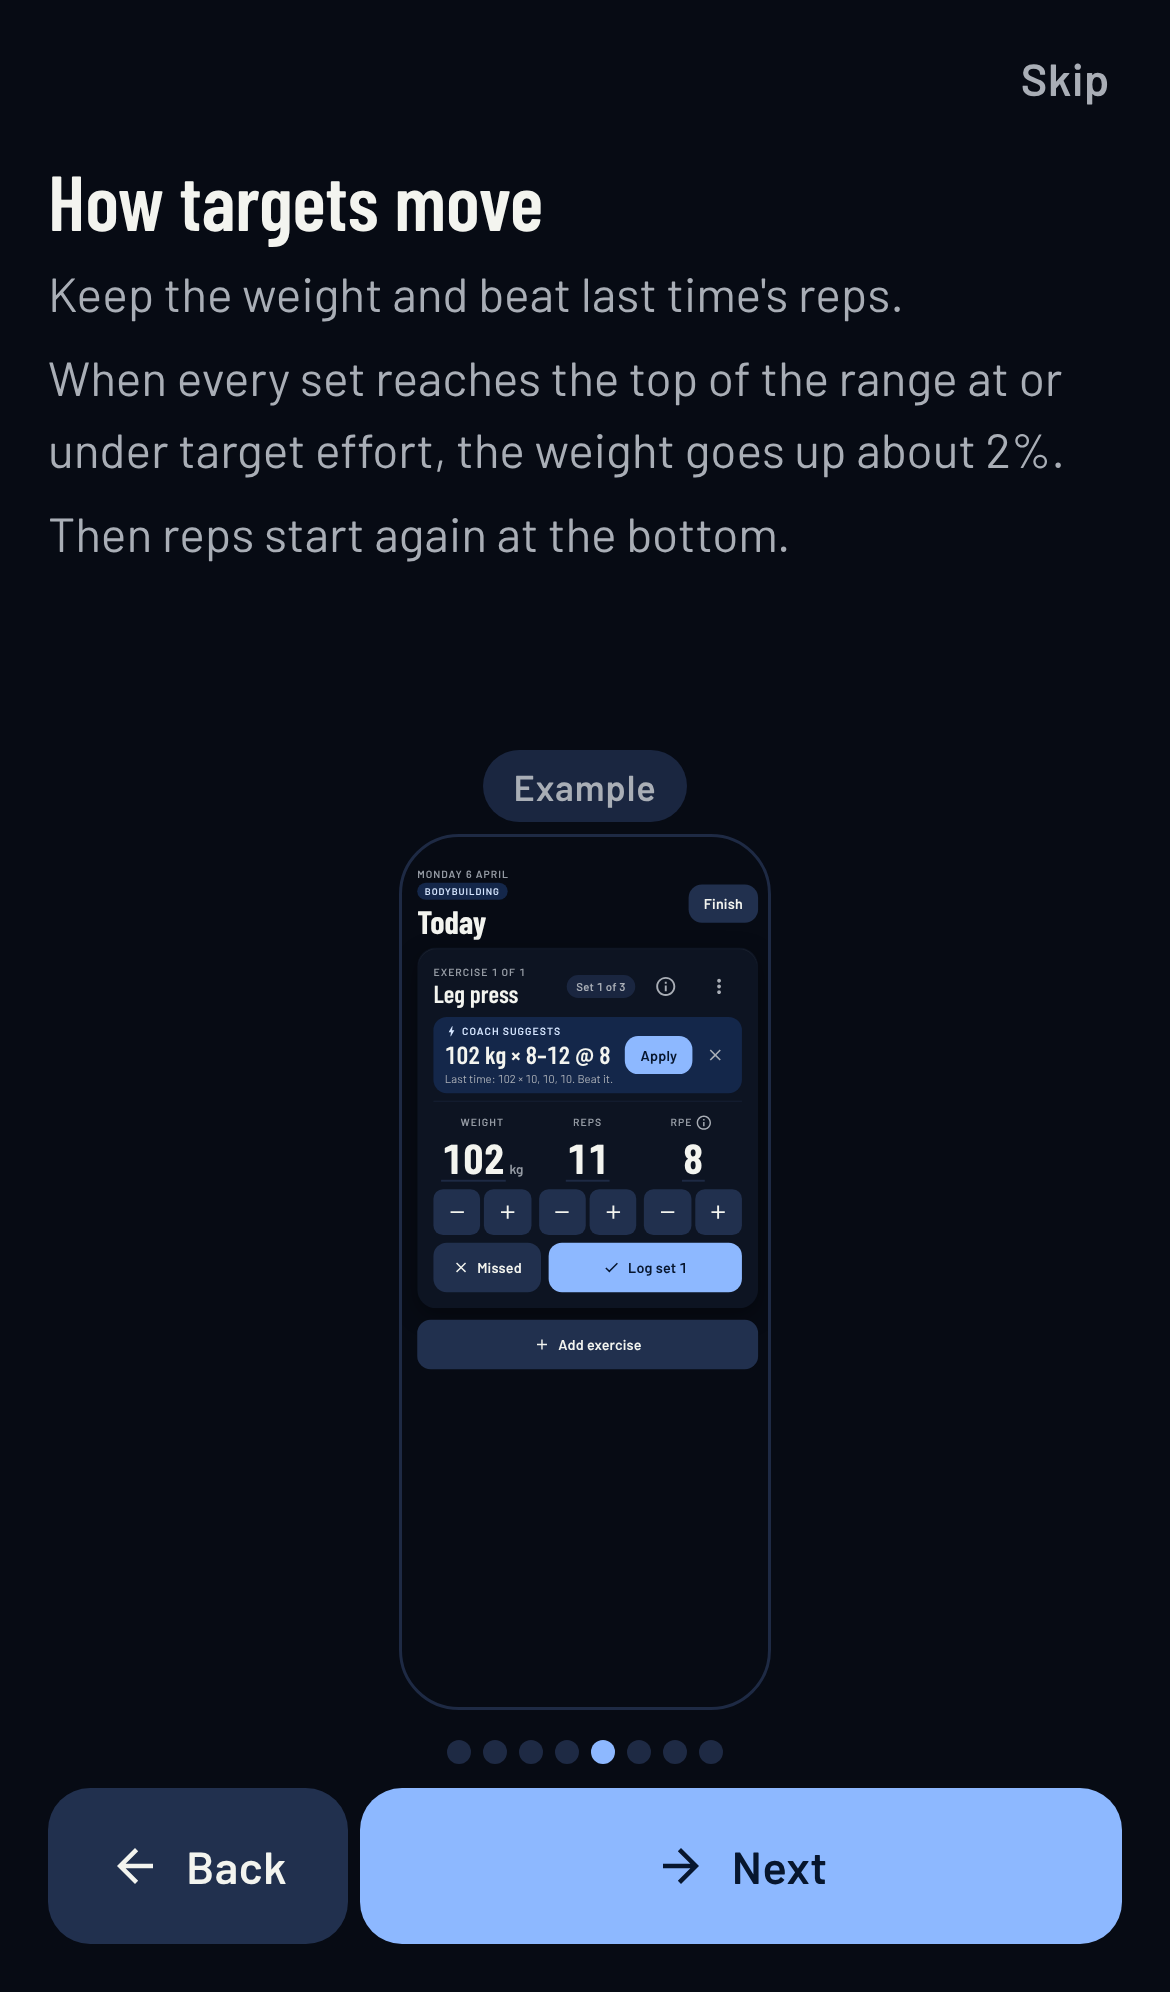 Skip
How targets move
Keep the weight and beat last time's reps.
When every set reaches the top of the range at or
under target effort, the weight goes up about 2%.
Then reps start again at the bottom.
Example
MONDAY 6 APRIL
BODYBUILDING
Today
Finish
EXERCISE 1 OF 1
Leg press
Set 1 of 3
COACH SUGGESTS
102 kg × 8–12 @ 8
Apply
Last time: 102 × 10, 10, 10. Beat it.
WEIGHT REPS RPE
102 kg 11 8
Missed
Log set 1
Add exercise
Back
Next